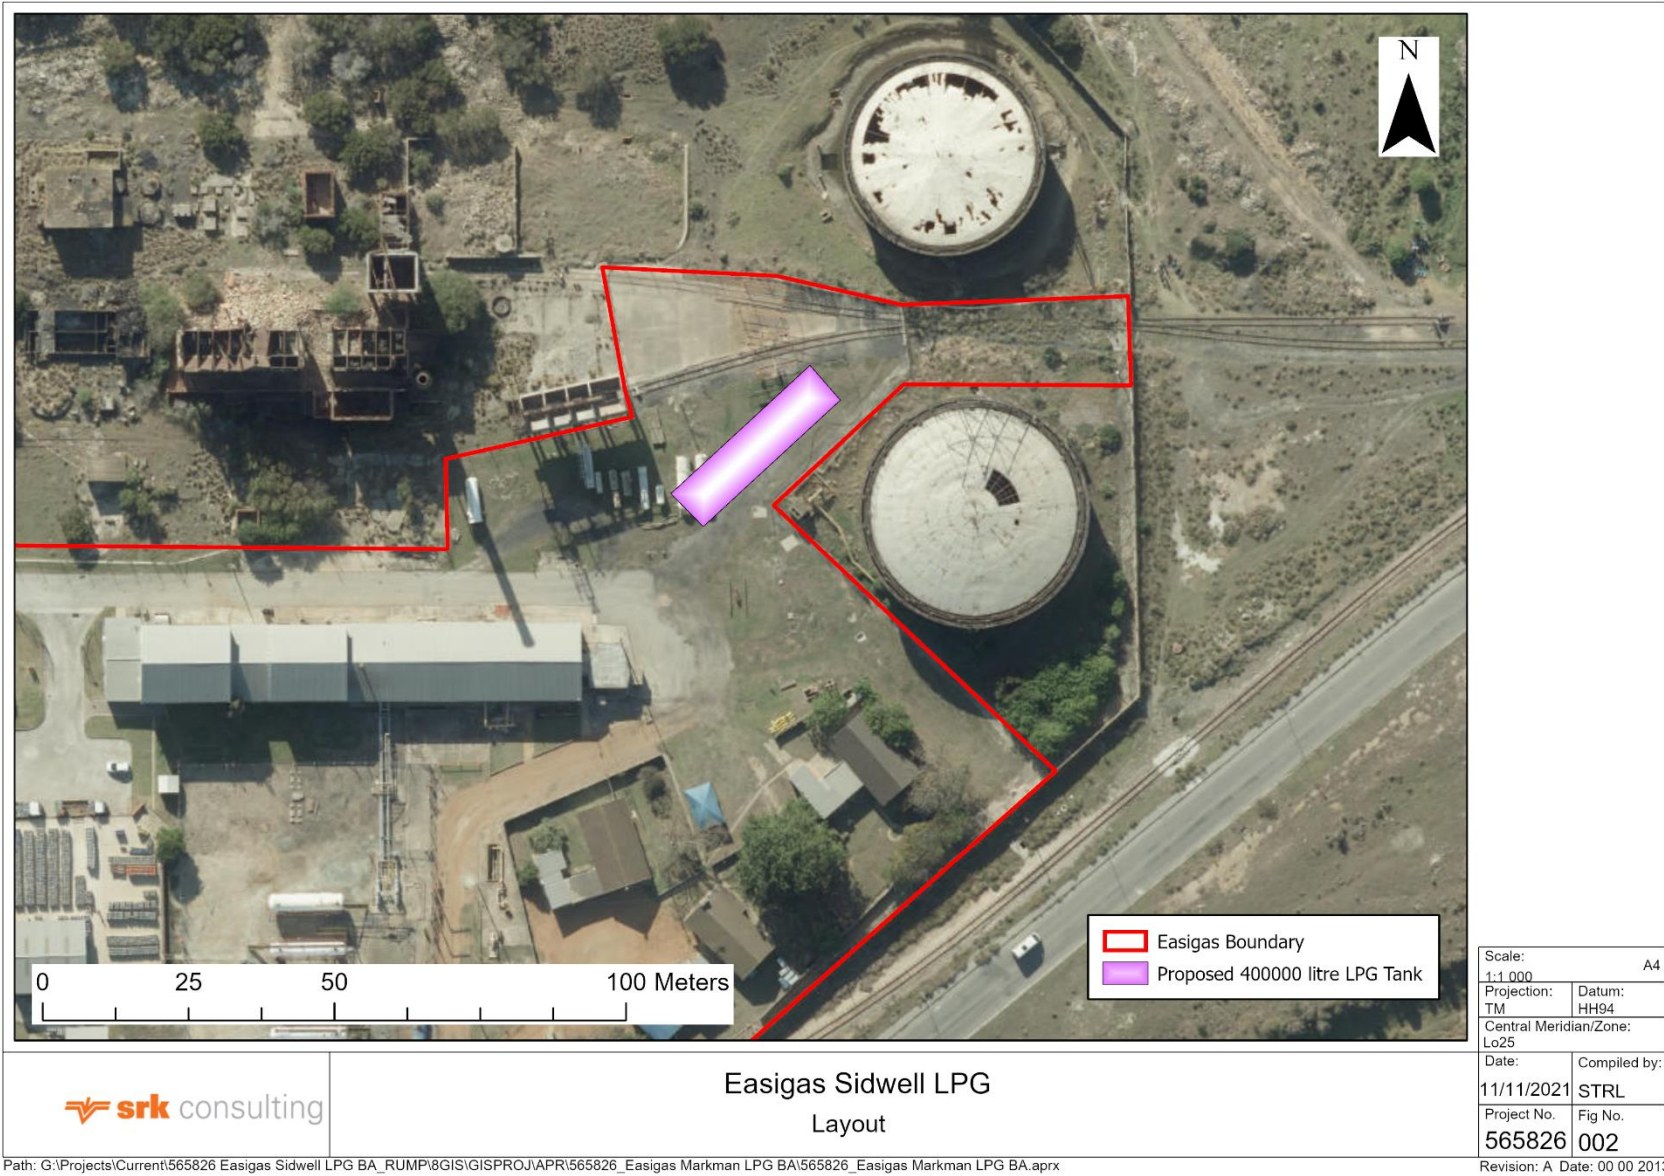 N
Easigas Boundary
Proposed 400000 litre LPG Tank
0 25 50 100 Meters
Scale:
1:1 000
A4
Projection:
TM
Datum:
HH94
Central Meridian/Zone:
Lo25
Date:
11/11/2021
Compiled by:
STRL
Project No.
565826
Fig No.
002
srk consulting
Easigas Sidwell LPG
Layout
Path: G:\Projects\Current\565826 Easigas Sidwell LPG BA_RUMP\8GIS\GISPROJ\APR\565826_Easigas Markman LPG BA\565826_Easigas Markman LPG BA.aprx
Revision: A Date: 00 00 201